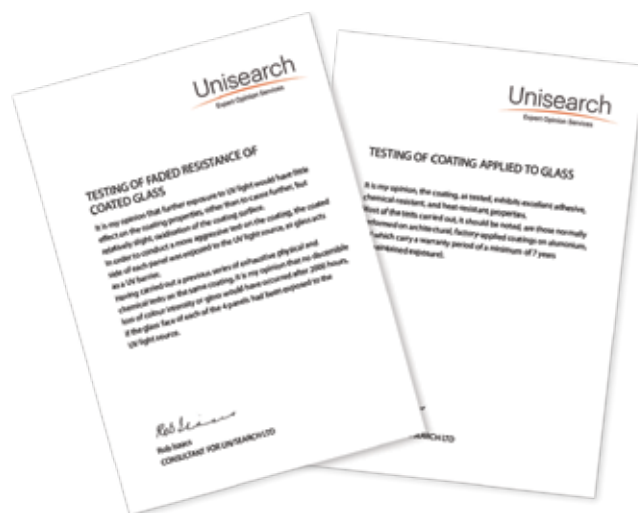 Unisearch
Expert Opinion Services
TESTING OF FADED RESISTANCE OF
COATED GLASS
It is my opinion that further exposure to UV light would have little
effect on the coating properties, other than to cause further, but
relatively slight, oxidisation of the coating surface.
In order to conduct a more aggressive test on the coating, the coated
side of each panel was exposed to the UV light source, as glass acts
as a UV barrier.
Having carried out a previous series of exhaustive physical and
chemical tests on the same coating, it is my opinion that no discernible
loss of colour intensity or gloss would have occurred after 2000 hours,
if the glass face of each of the 4 panels had been exposed to the
UV light source.
Rob Isaacs
CONSULTANT FOR UNISEARCH LTD
Unisearch
Expert Opinion Services
TESTING OF COATING APPLIED TO GLASS
It is my opinion, the coating, as tested, exhibits excellent adhesive,
chemical resistant, and heat resistant properties.
Most of the tests carried out, it should be noted, are those normally
performed on architectural, factory-applied coatings on aluminium,
which carry a warranty period of a minimum of 7 years
exposure).
LTD